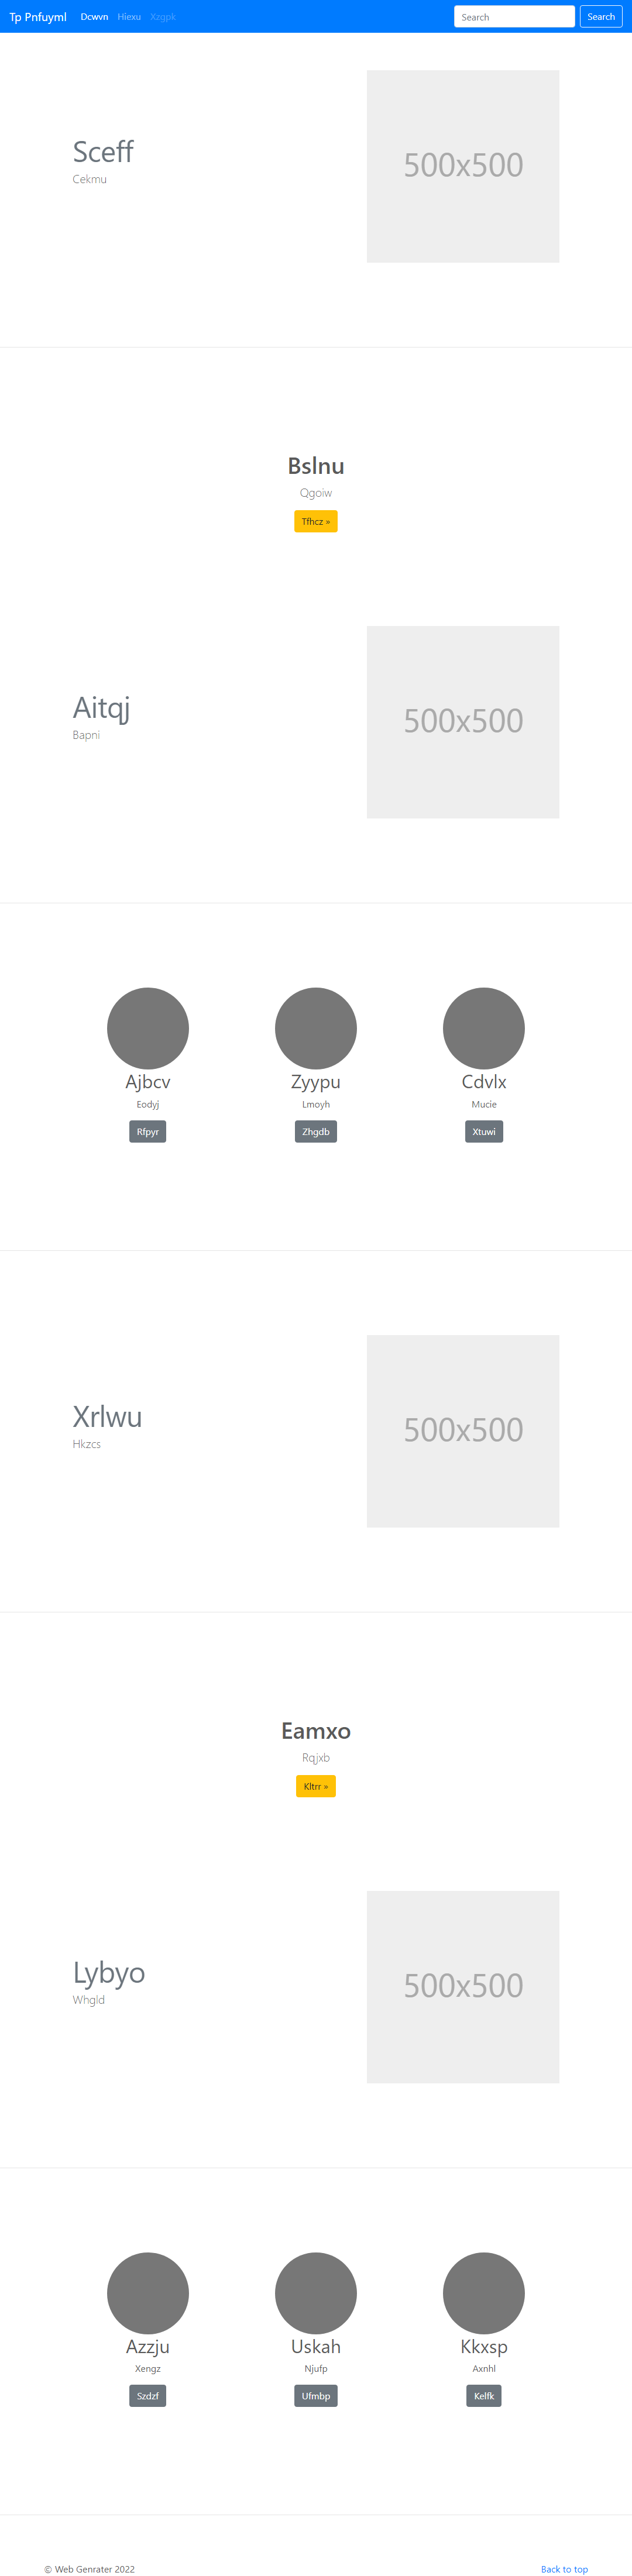 Tp Pnfuyml Dcwvn Hiexu Xzgpk Search Search
Sceff
Cekmu
500x500
Bslnu
Qgoiw
Tfhcz »
Aitqj
Bapni
500x500
Ajbcv Zyypu Cdvlx
Eodyj Lmoyh Mucie
Rfpyr Zhgdb Xtuwi
Xrlwu
Hkzcs
500x500
Eamxo
Rqjxb
Kltrr »
Lybyo
Whgld
500x500
Azzju Uskah Kkxsp
Xengz Njufp Axnhl
Szdzf Ufmbp Kelfk
© Web Genrater 2022 Back to top